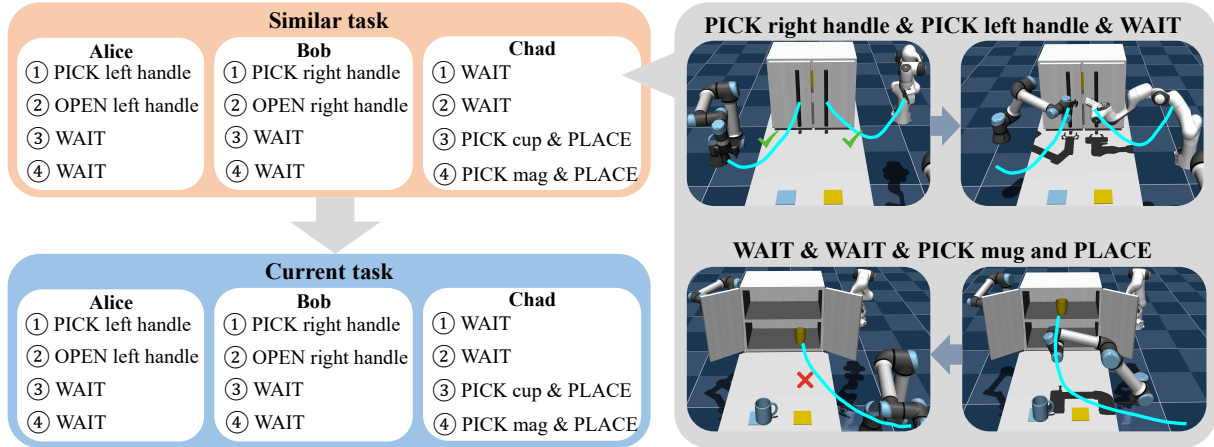 Similar task
Alice
① PICK left handle
② OPEN left handle
③ WAIT
④ WAIT
Bob
① PICK right handle
② OPEN right handle
③ WAIT
④ WAIT
Chad
① WAIT
② WAIT
③ PICK cup & PLACE
④ PICK mag & PLACE
Current task
Alice
① PICK left handle
② OPEN left handle
③ WAIT
④ WAIT
Bob
① PICK right handle
② OPEN right handle
③ WAIT
④ WAIT
Chad
① WAIT
② WAIT
③ PICK cup & PLACE
④ PICK mag & PLACE
PICK right handle & PICK left handle & WAIT
WAIT & WAIT & PICK mug and PLACE